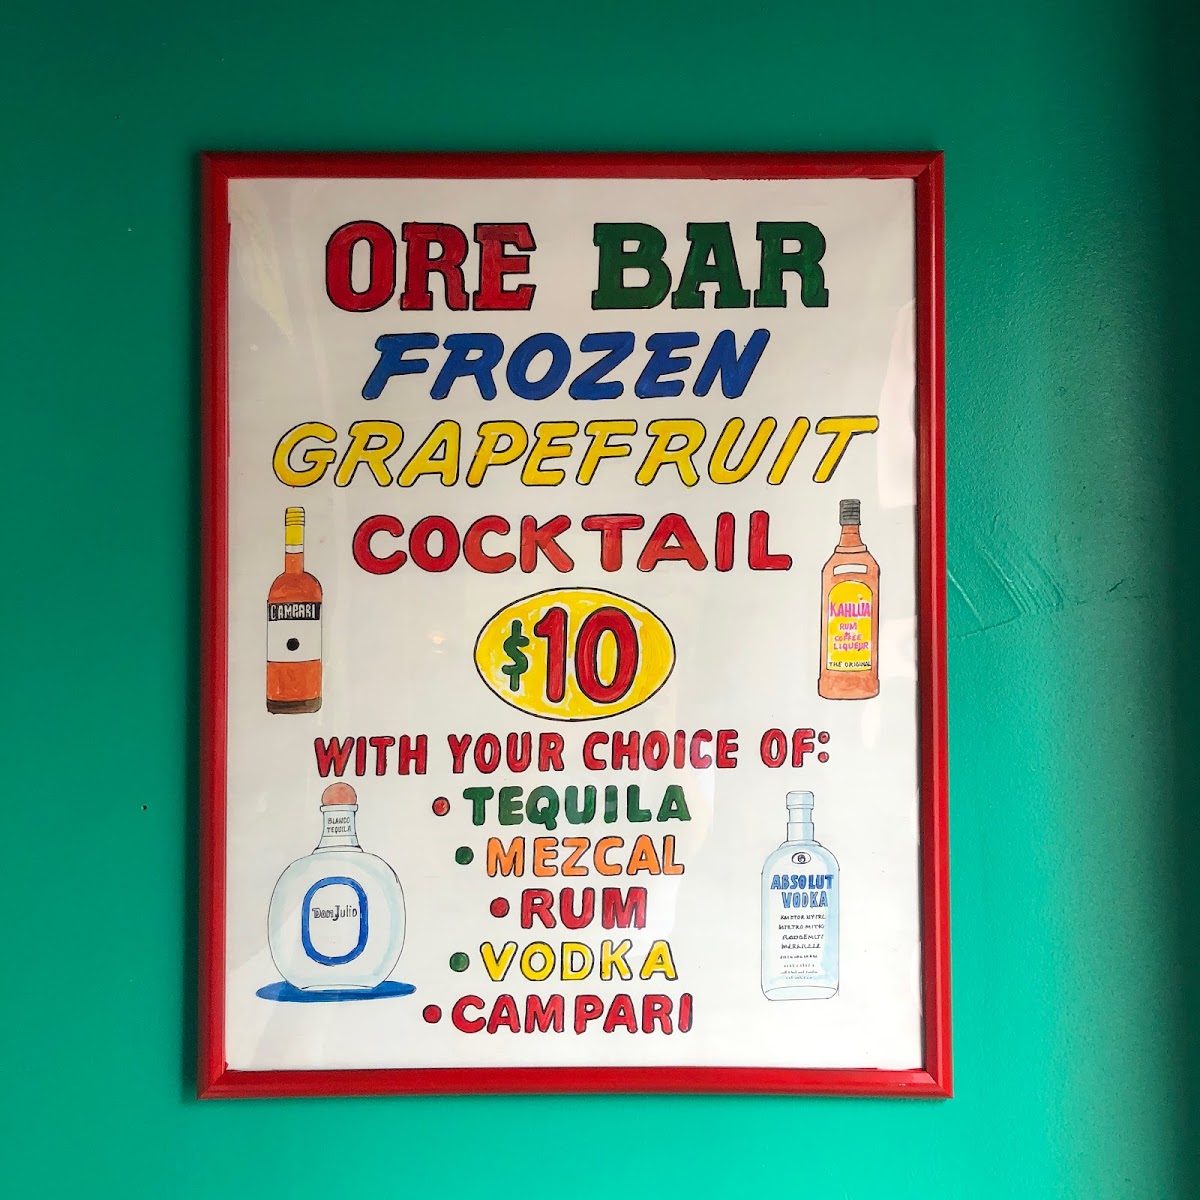 ORE BAR
FROZEN
GRAPEFRUIT
COCKTAIL
CAMPARI
KAHLÚA
RUM
COFFEE
LIQUEUR
THE ORIGINAL
$10
WITH YOUR CHOICE OF:
• TEQUILA
• MEZCAL
• RUM
• VODKA
• CAMPARI
BLANCO
TEQUILA
Don Julio
ABSOLUT
VODKA